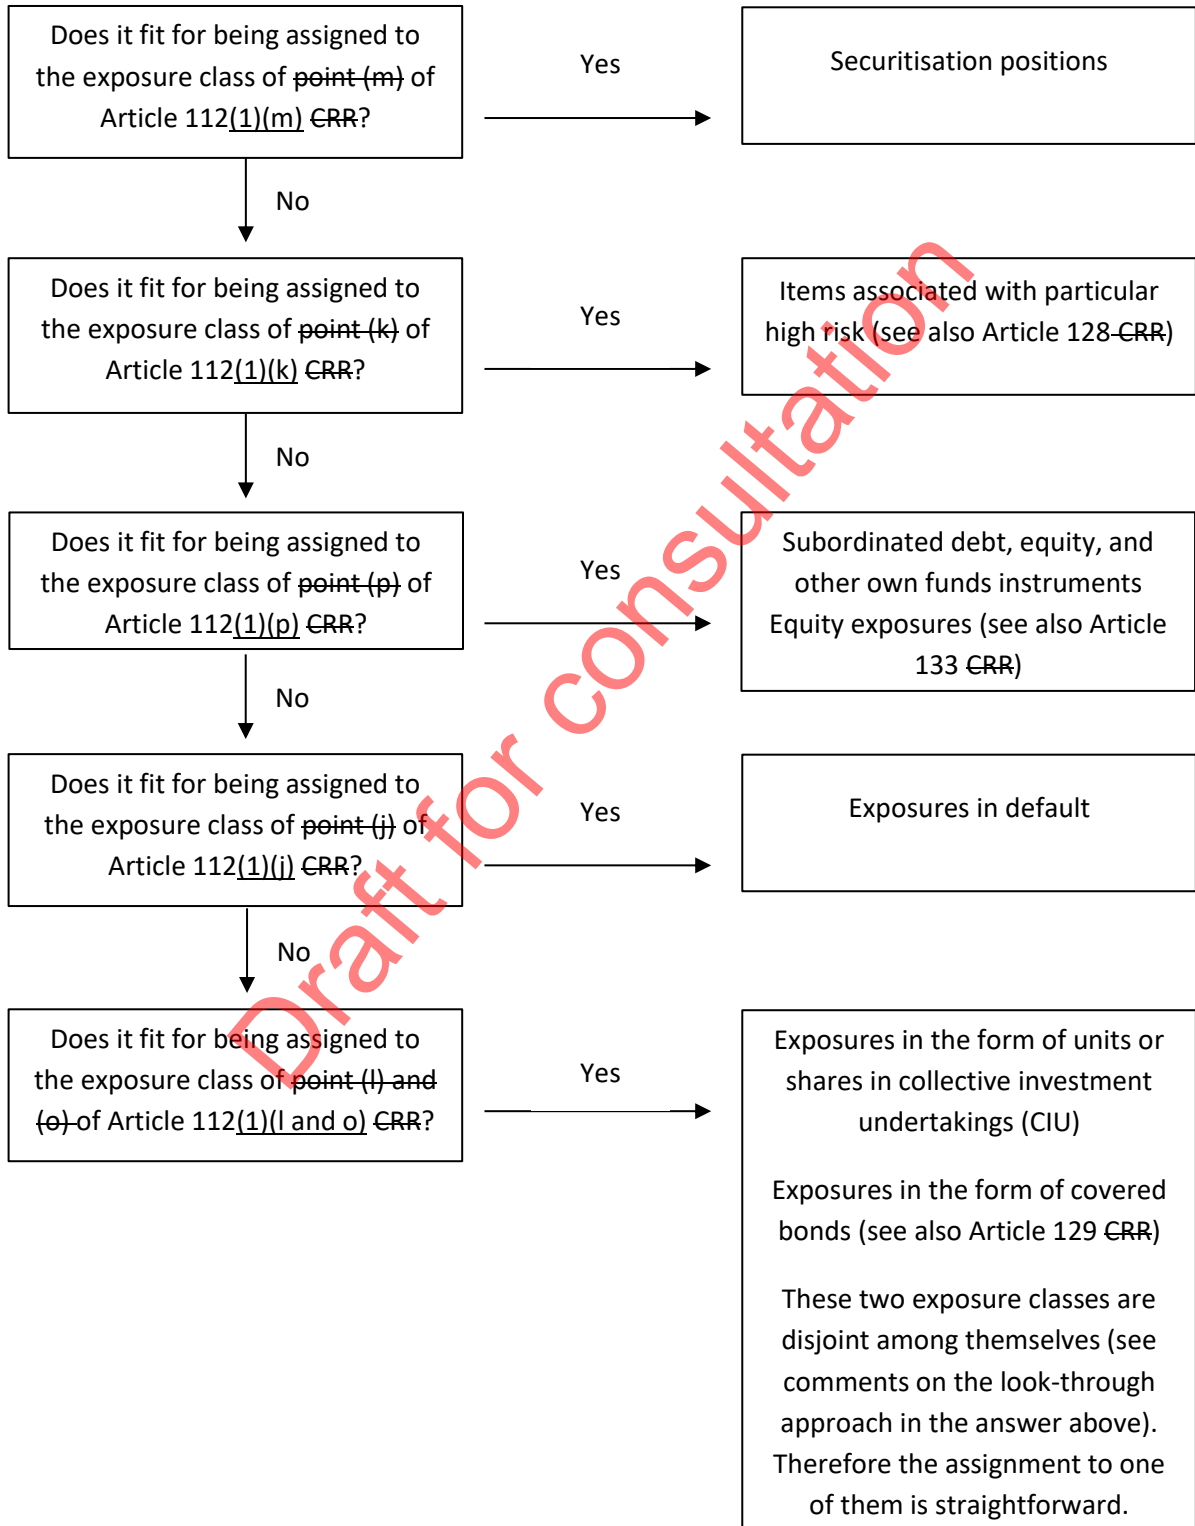 Does it fit for being assigned to
the exposure class of point (m) of
Article 112(1)(m) CRR?
Yes
Securitisation positions
No
Does it fit for being assigned to
the exposure class of point (k) of
Article 112(1)(k) CRR?
Yes
Items associated with particular
high risk (see also Article 128 CRR)
No
Does it fit for being assigned to
the exposure class of point (p) of
Article 112(1)(p) CRR?
Yes
Subordinated debt, equity, and
other own funds instruments
Equity exposures (see also Article
133 CRR)
No
Does it fit for being assigned to
the exposure class of point (j) of
Article 112(1)(j) CRR?
Yes
Exposures in default
No
Does it fit for being assigned to
the exposure class of point (l) and
(o) of Article 112(1)(l and o) CRR?
Yes
Exposures in the form of units or
shares in collective investment
undertakings (CIU)
Exposures in the form of covered
bonds (see also Article 129 CRR)
These two exposure classes are
disjoint among themselves (see
comments on the look-through
approach in the answer above).
Therefore the assignment to one
of them is straightforward.
Draft for consultation